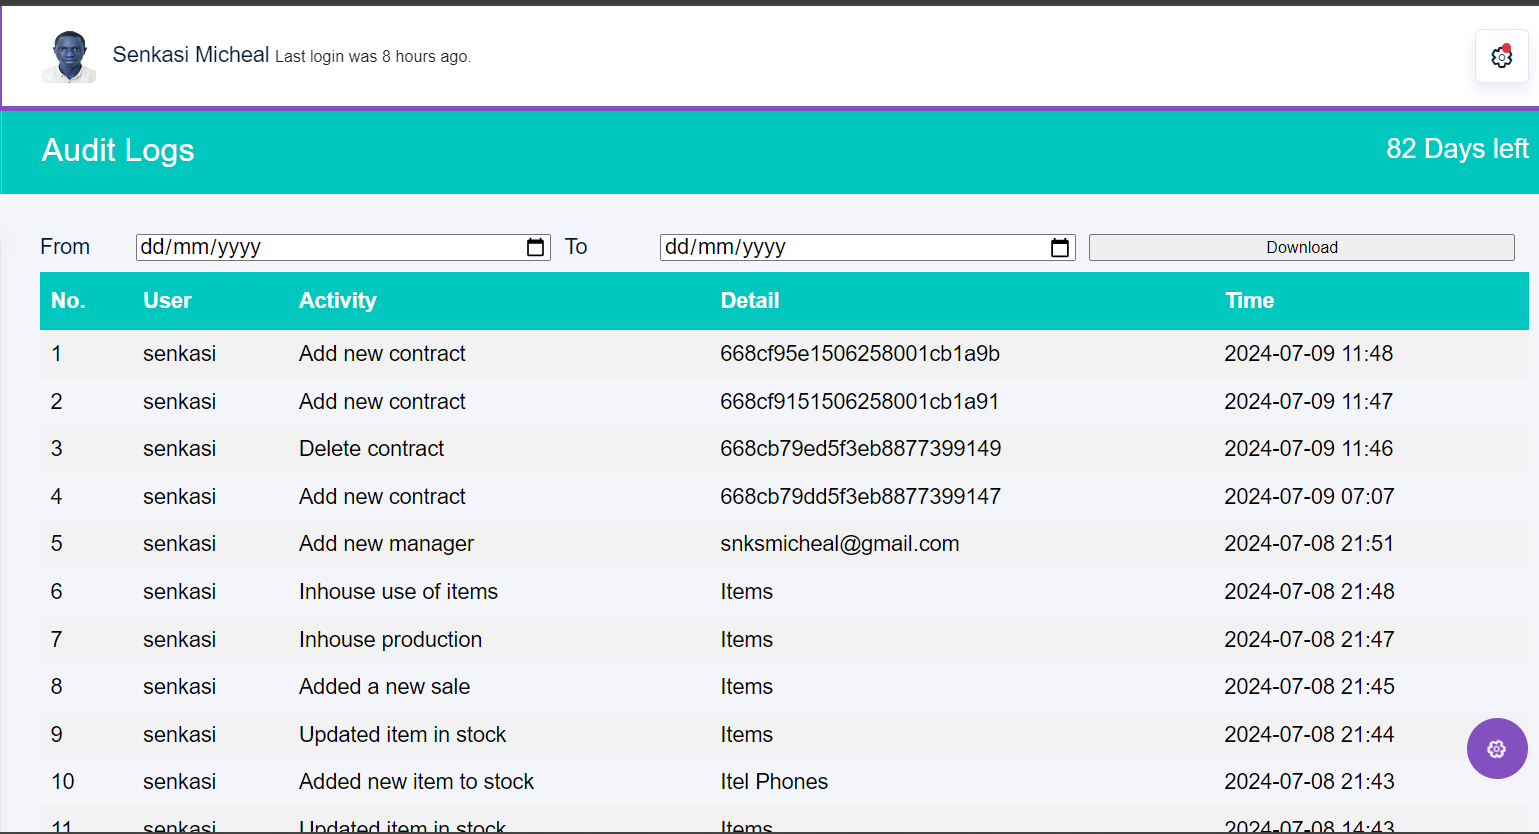 Senkasi Micheal Last login was 8 hours ago.
Audit Logs 82 Days left
From dd/mm/yyyy To dd/mm/yyyy Download
No. User Activity Detail Time
1 senkasi Add new contract 668cf95e1506258001cb1a9b 2024-07-09 11:48
2 senkasi Add new contract 668cf9151506258001cb1a91 2024-07-09 11:47
3 senkasi Delete contract 668cb79ed5f3eb8877399149 2024-07-09 11:46
4 senkasi Add new contract 668cb79dd5f3eb8877399147 2024-07-09 07:07
5 senkasi Add new manager snksmicheal@gmail.com 2024-07-08 21:51
6 senkasi Inhouse use of items Items 2024-07-08 21:48
7 senkasi Inhouse production Items 2024-07-08 21:47
8 senkasi Added a new sale Items 2024-07-08 21:45
9 senkasi Updated item in stock Items 2024-07-08 21:44
10 senkasi Added new item to stock Itel Phones 2024-07-08 21:43
11 senkasi Updated item in stock Items 2024-07-08 14:43